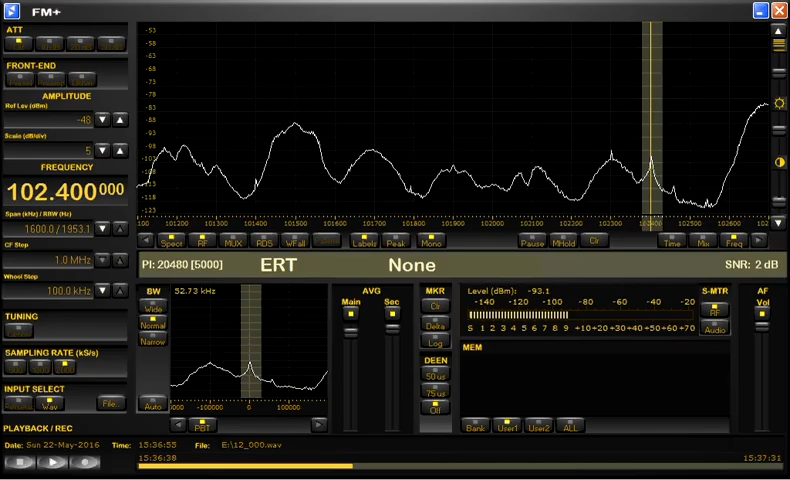 FM+
ATT
FRONT-END
AMPLITUDE
Ref Lev (dBm)
-48
Scale (dB/div)
5
FREQUENCY
102.400000
Span (kHz) / RBW (Hz)
1600.0 / 1953.1
CF Step
1.0 MHz
Wheel Step
100.0 kHz
TUNING
SAMPLING RATE (kS/s)
INPUT SELECT
Wav
File..
PLAYBACK / REC
-53
-58
-63
-68
-73
-78
-83
-88
-93
-98
-103
-108
-113
-118
-123
100 101200 101300 101400 101500 101600 101700 101800 101900 102000 102100 102200 102300 102400 102500 102600 102
Spect RF MUX RDS WFall Labels Peak Mono Pause MHold Clr Time Mix Freq
PI: 20480 [5000] ERT None SNR: 2 dB
BW
Wide
Normal
Narrow
Auto
52.73 kHz
0000 -100000 0 100000
PBT
AVG
Main Sec
MKR
Clr
Delta
Log
DEEN
50 us
75 us
Off
Level (dBm): -93.1
-140 -120 -100 -80 -60 -40 -20
S 1 2 3 4 5 6 7 8 9 +10 +20 +30 +40 +50 +60 +70
S-MTR
RF
Audio
MEM
Bank User1 User2 ALL
AF
Vol
Date: Sun 22-May-2016 Time: 15:36:55 File: E:\12_000.wav
15:36:38 15:37:31